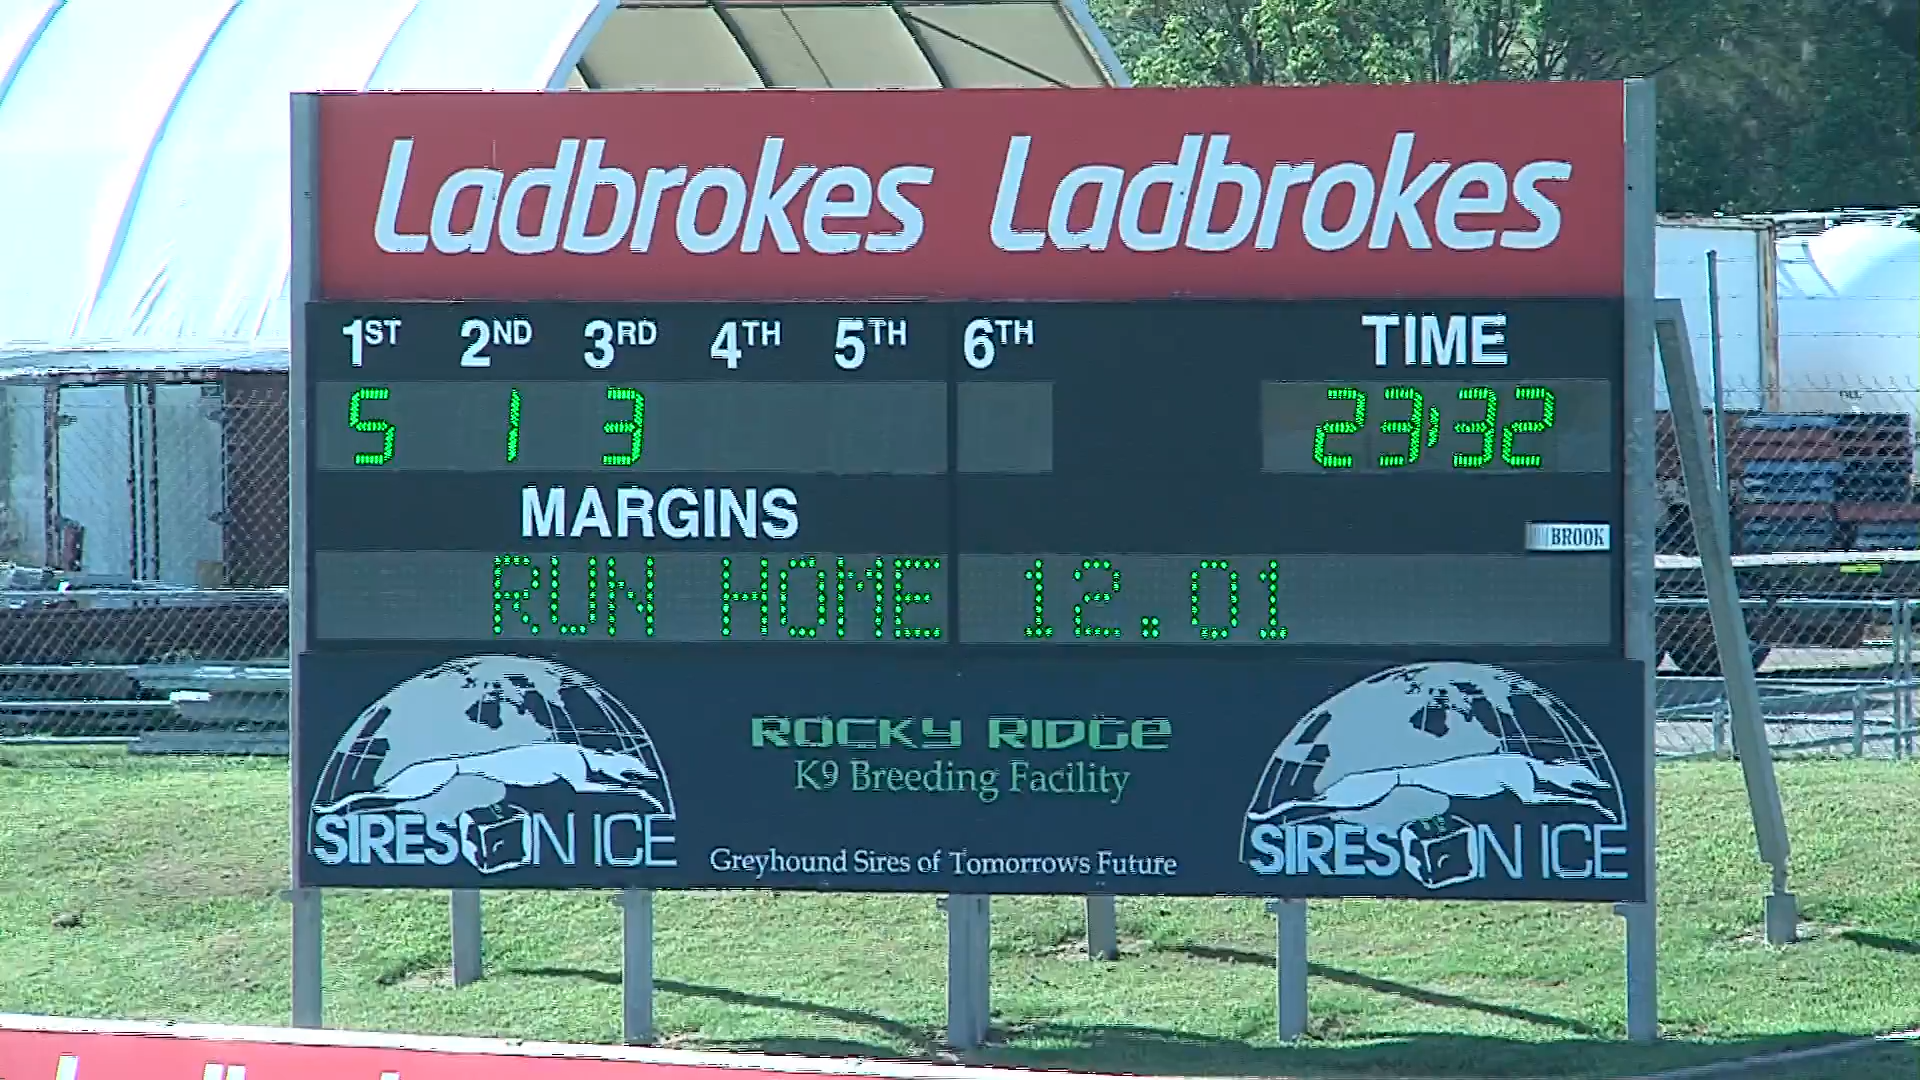 Ladbrokes Ladbrokes
1ST 2ND 3RD 4TH 5TH 6TH TIME
5 1 3 23:32
MARGINS
BROOK
RUN HOME 12.01
ROCKY RIDGE
K9 Breeding Facility
SIRES ON ICE
Greyhound Sires of Tomorrows Future
SIRES ON ICE